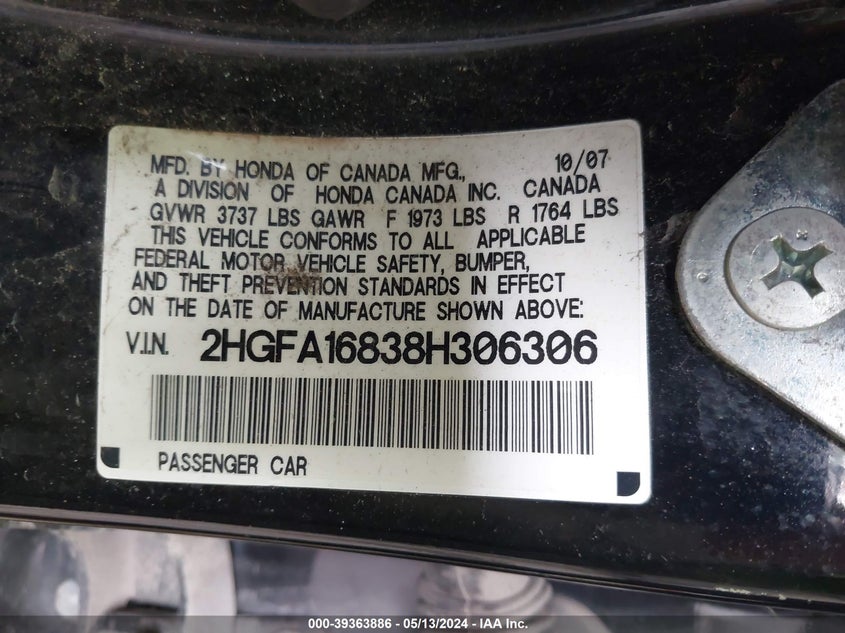 MFD. BY HONDA OF CANADA MFG., 10/07
A DIVISION OF HONDA CANADA INC. CANADA
GVWR 3737 LBS GAWR F 1973 LBS R 1764 LBS
THIS VEHICLE CONFORMS TO ALL APPLICABLE
FEDERAL MOTOR VEHICLE SAFETY, BUMPER,
AND THEFT PREVENTION STANDARDS IN EFFECT
ON THE DATE OF MANUFACTURE SHOWN ABOVE:
V.I.N. 2HGFA16838H306306
PASSENGER CAR
000-39363886 - 05/13/2024 - IAA Inc.